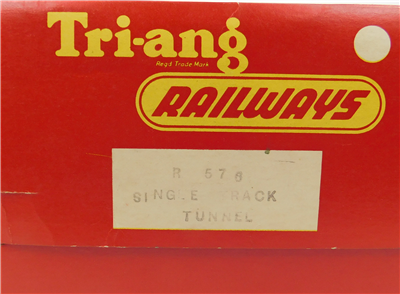 Tri-ang
Regd. Trade Mark
RAILWAYS
R 576
SINGLE TRACK
TUNNEL